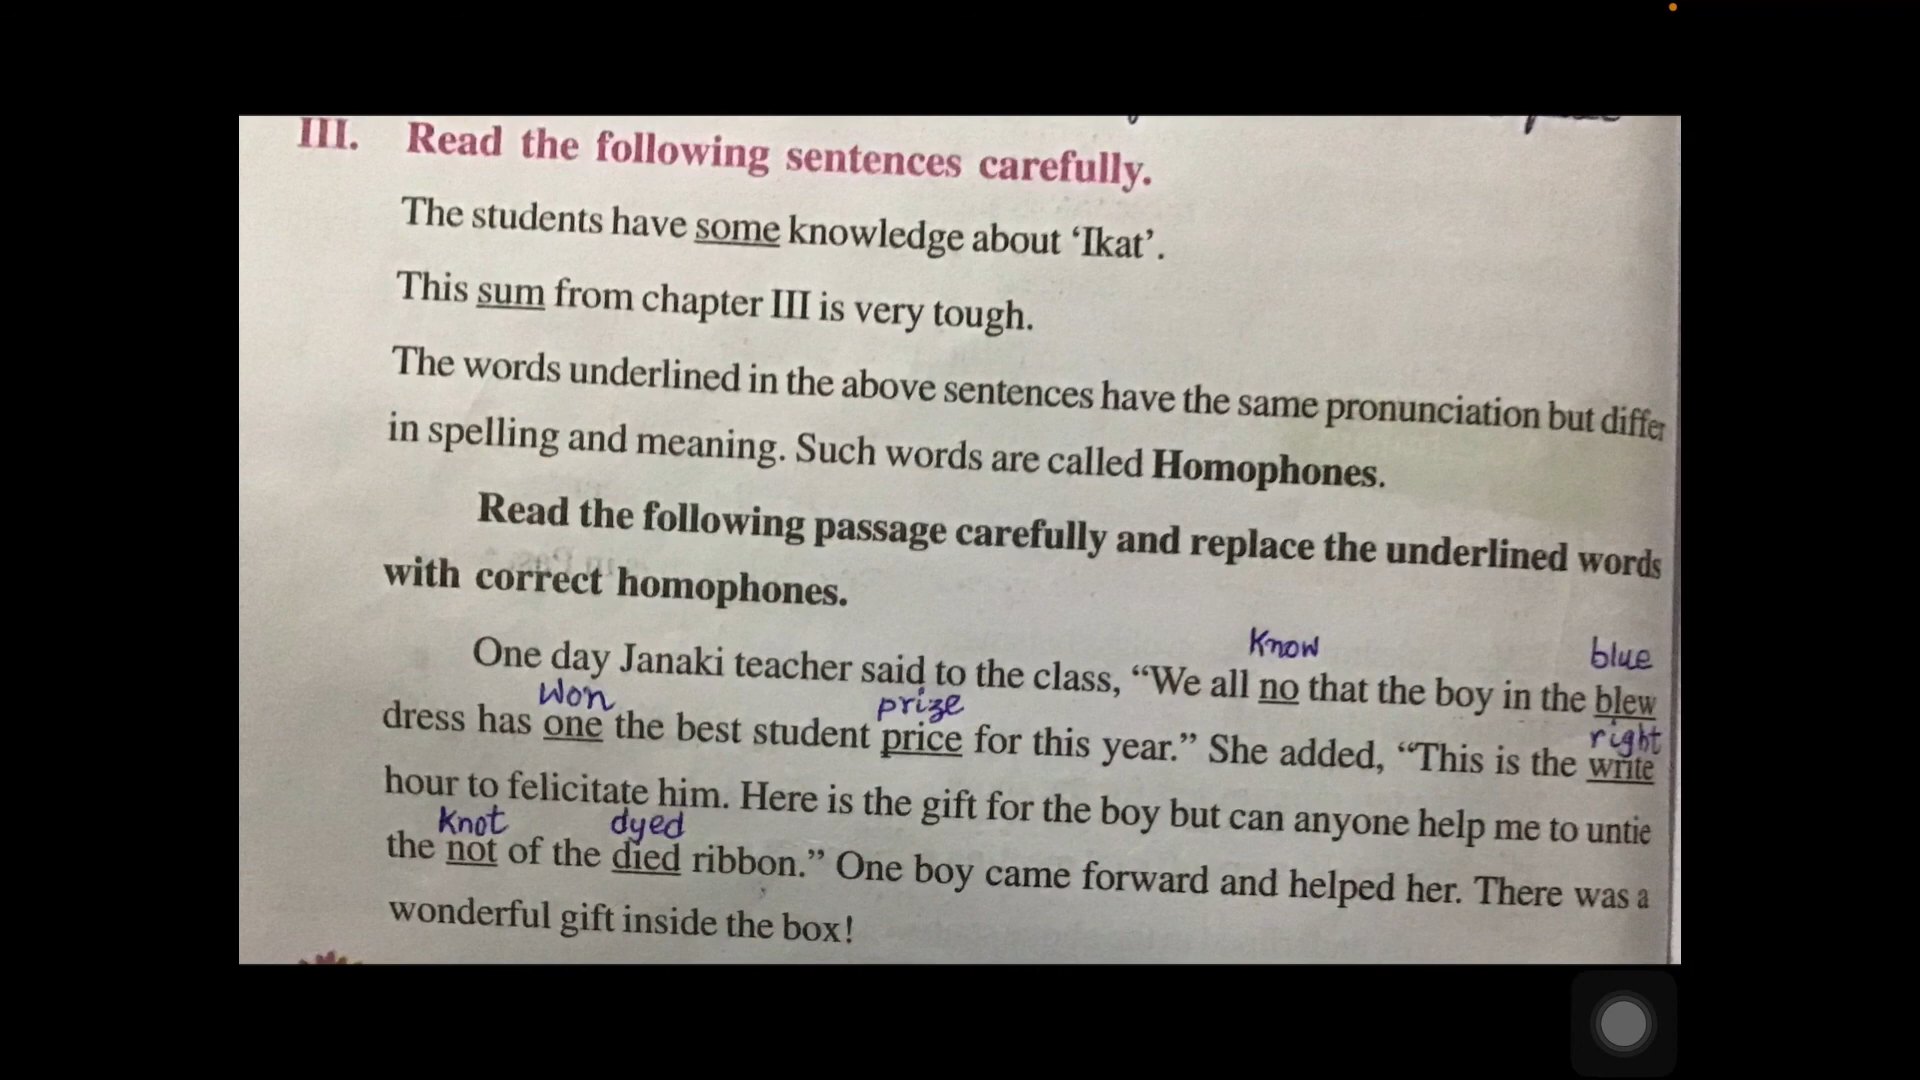 III. Read the following sentences carefully.
The students have some knowledge about ‘Ikat’.
This sum from chapter III is very tough.
The words underlined in the above sentences have the same pronunciation but differ
in spelling and meaning. Such words are called Homophones.
Read the following passage carefully and replace the underlined words
with correct homophones.
Know blue
One day Janaki teacher said to the class, “We all no that the boy in the blew
Won prize right
dress has one the best student price for this year.” She added, “This is the write
hour to felicitate him. Here is the gift for the boy but can anyone help me to untie
Knot dyed
the not of the died ribbon.” One boy came forward and helped her. There was a
wonderful gift inside the box!